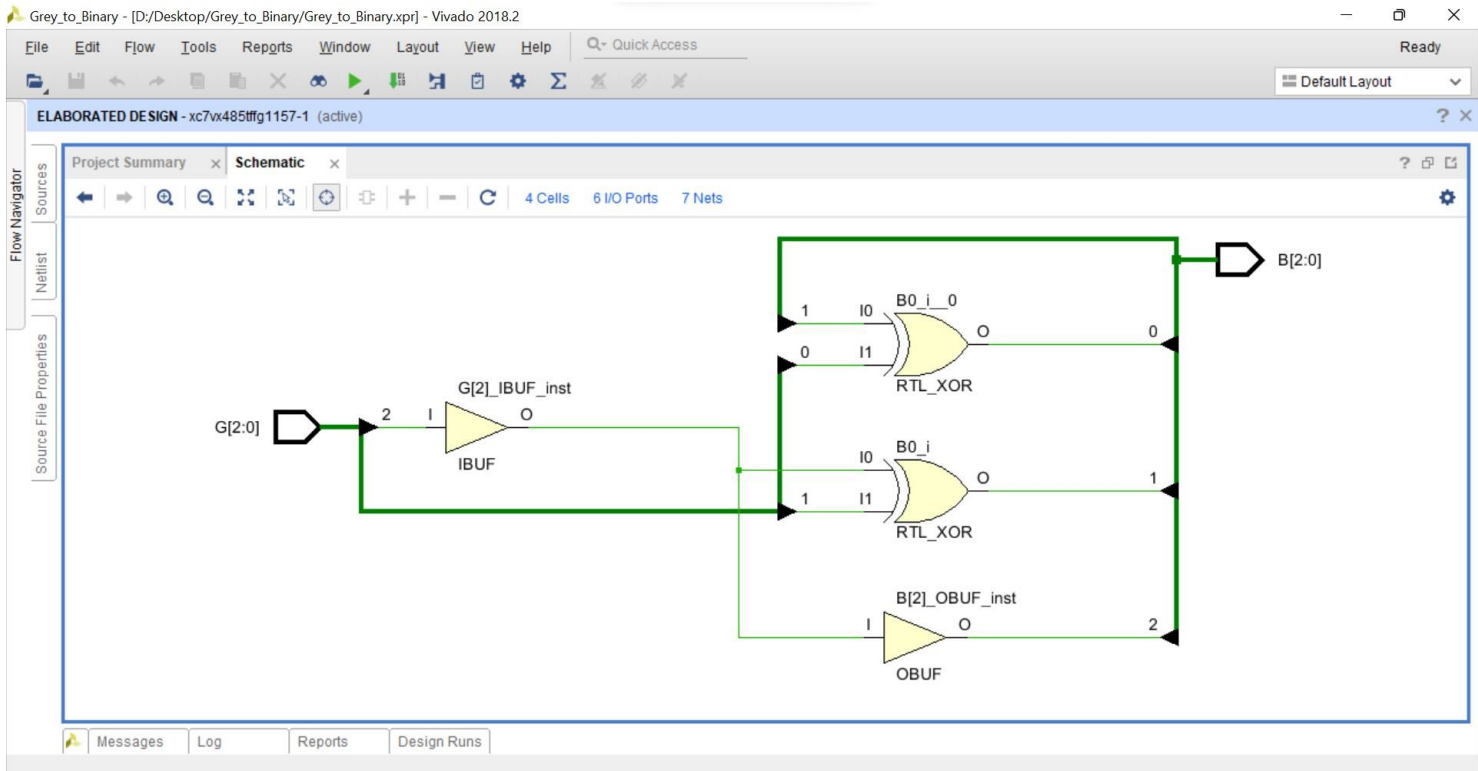 Grey_to_Binary - [D:/Desktop/Grey_to_Binary/Grey_to_Binary.xpr] - Vivado 2018.2
File Edit Flow Tools Reports Window Layout View Help Quick Access Ready
Default Layout
ELABORATED DESIGN - xc7vx485tffg1157-1 (active)
Flow Navigator
Sources
Netlist
Source File Properties
Project Summary Schematic
4 Cells 6 I/O Ports 7 Nets
B[2:0]
B0_i__0
1 I0 O 0
0 I1
RTL_XOR
G[2]_IBUF_inst
G[2:0] 2 I O
IBUF
B0_i
I0 O 1
1 I1
RTL_XOR
B[2]_OBUF_inst
I O 2
OBUF
Messages Log Reports Design Runs